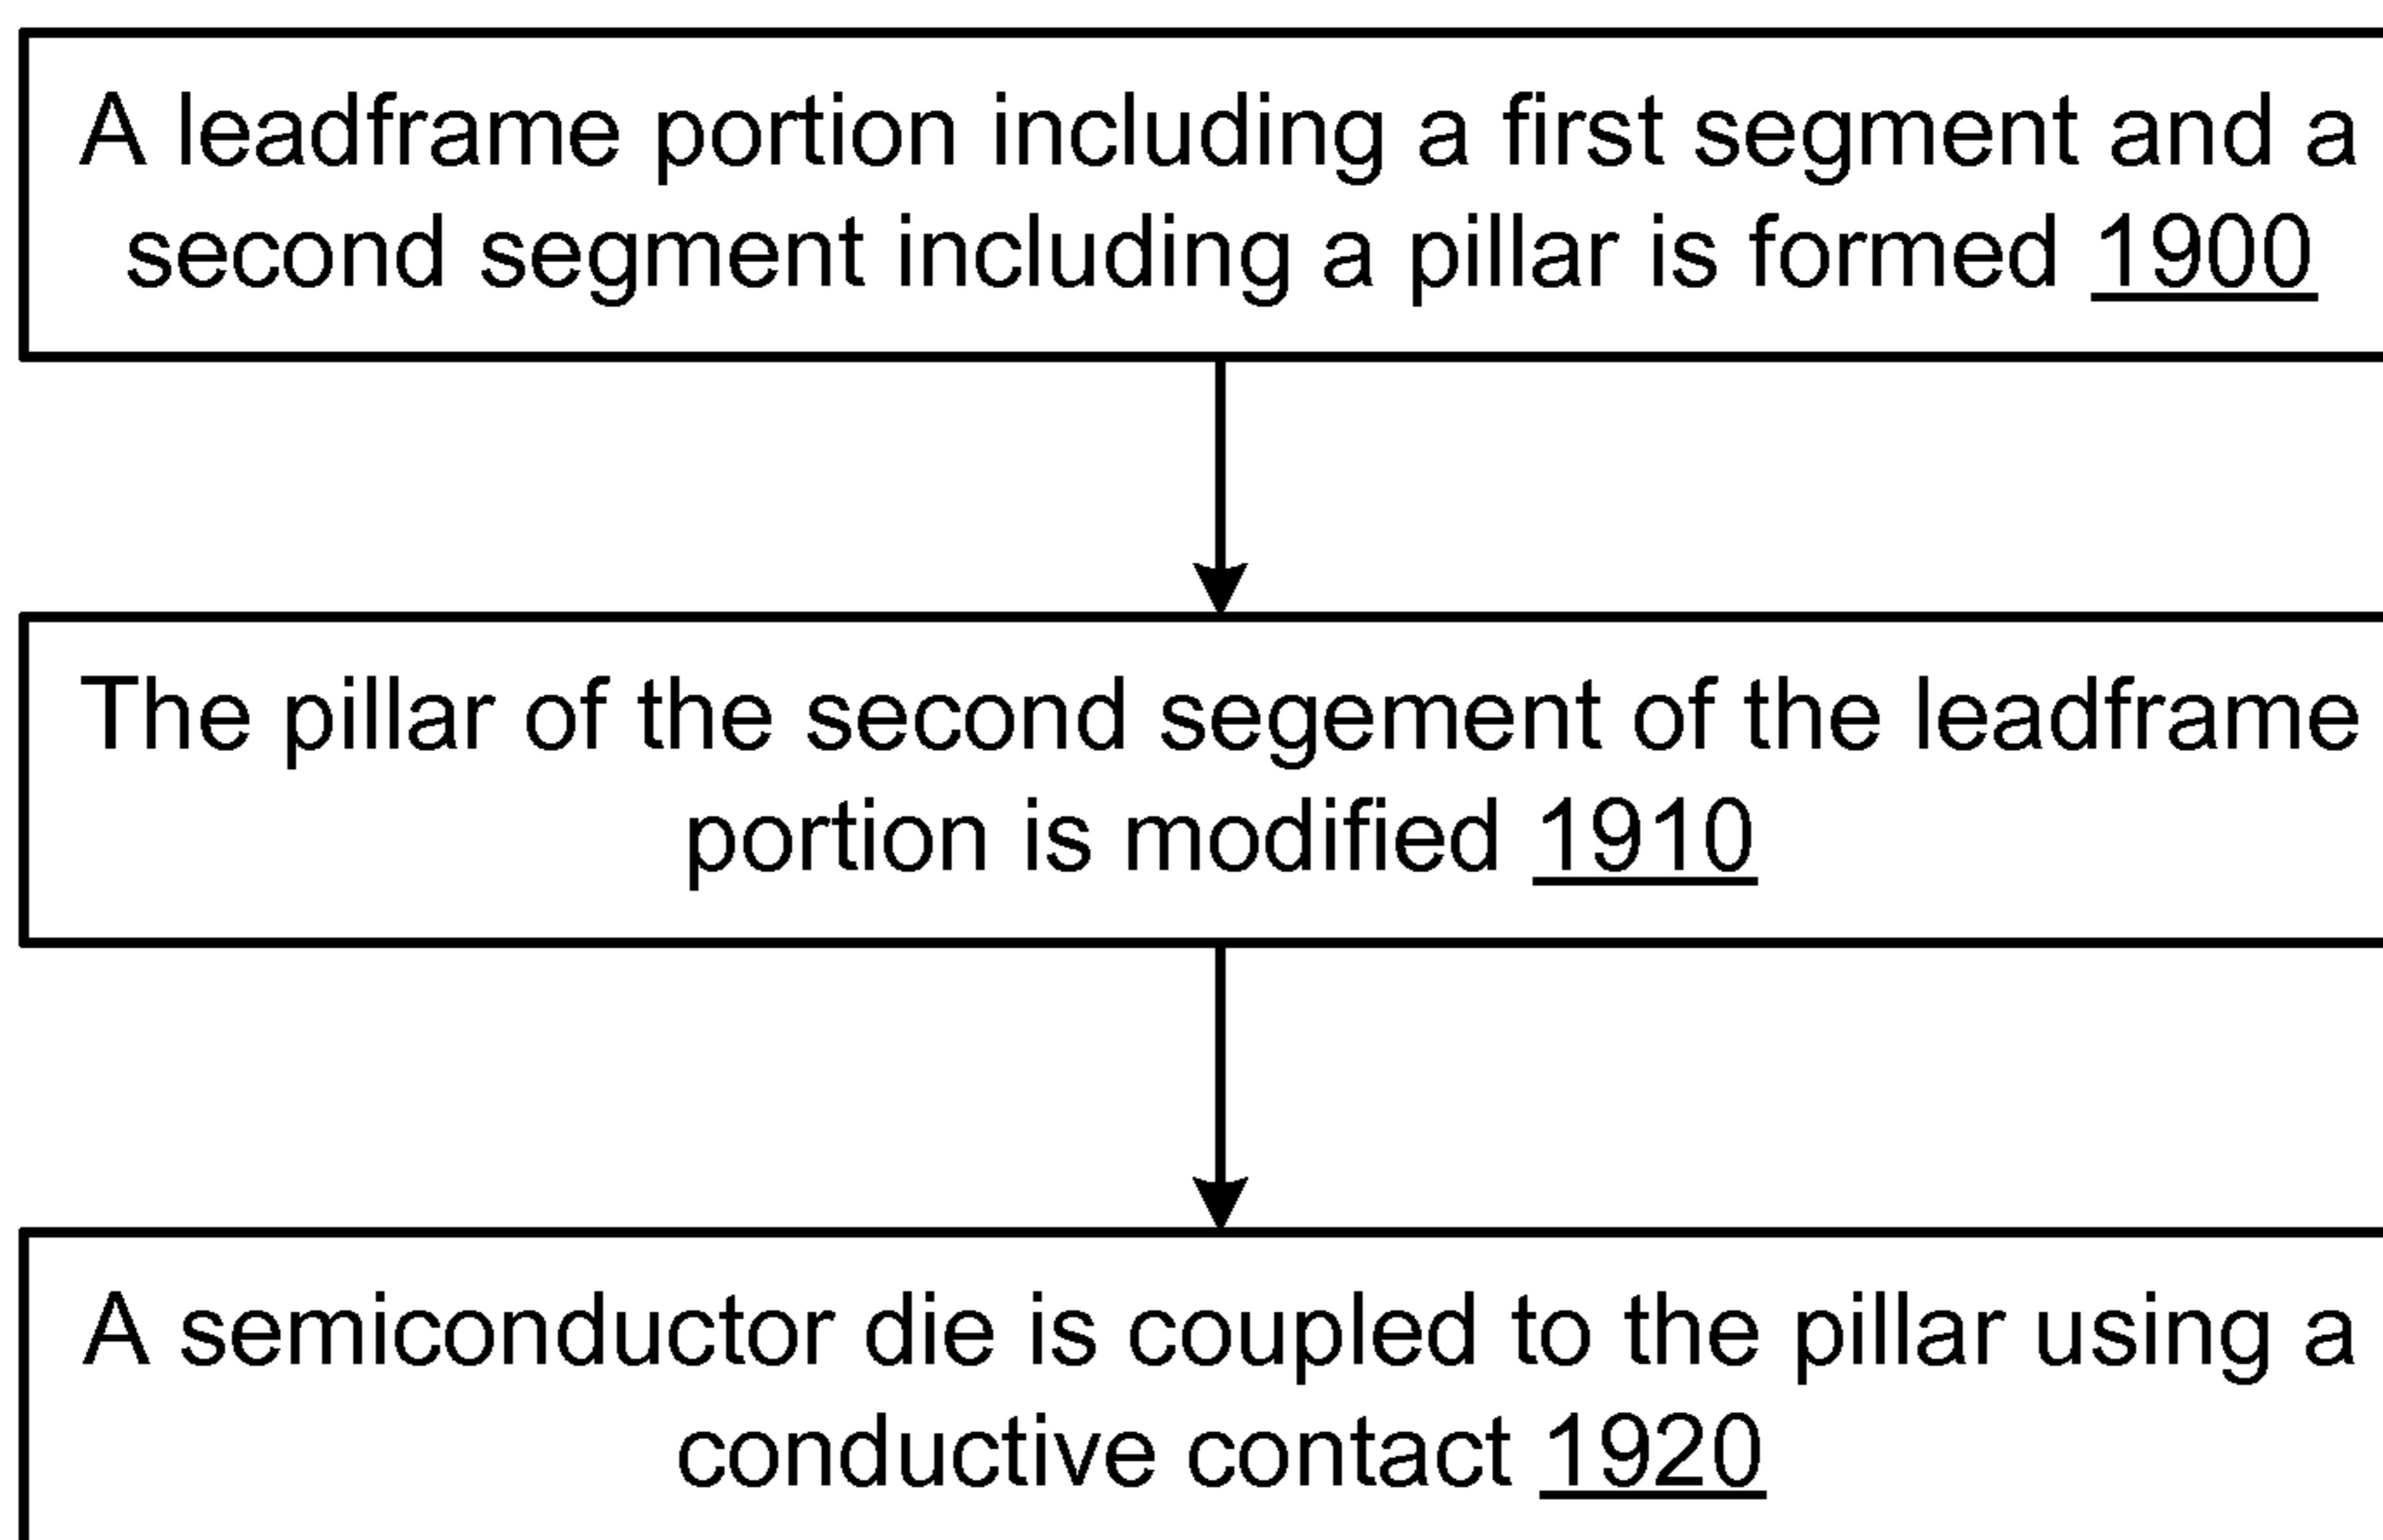 A leadframe portion including a first segment and a
second segment including a pillar is formed 1900
The pillar of the second segement of the leadframe
portion is modified 1910
A semiconductor die is coupled to the pillar using a
conductive contact 1920